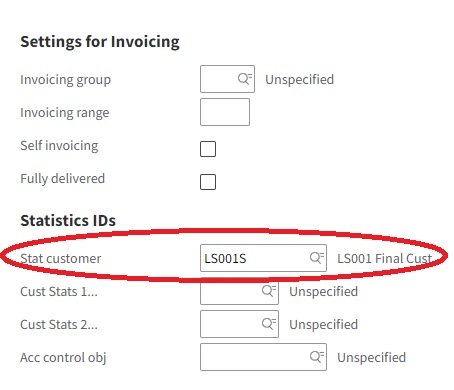 Settings for Invoicing
Invoicing group Unspecified
Invoicing range
Self invoicing
Fully delivered
Statistics IDs
Stat customer LS001S LS001 Final Cust
Cust Stats 1... Unspecified
Cust Stats 2... Unspecified
Acc control obj Unspecified